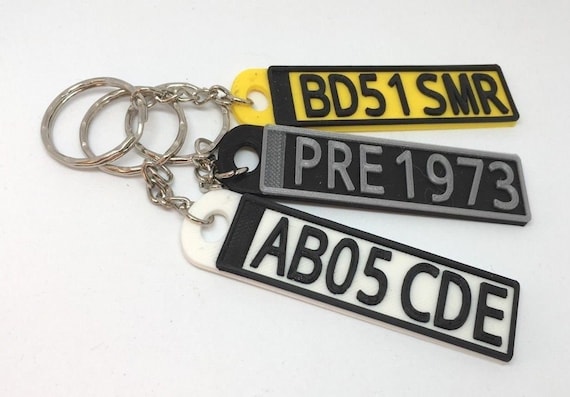 BD51 SMR
PRE 1973
AB05 CDE